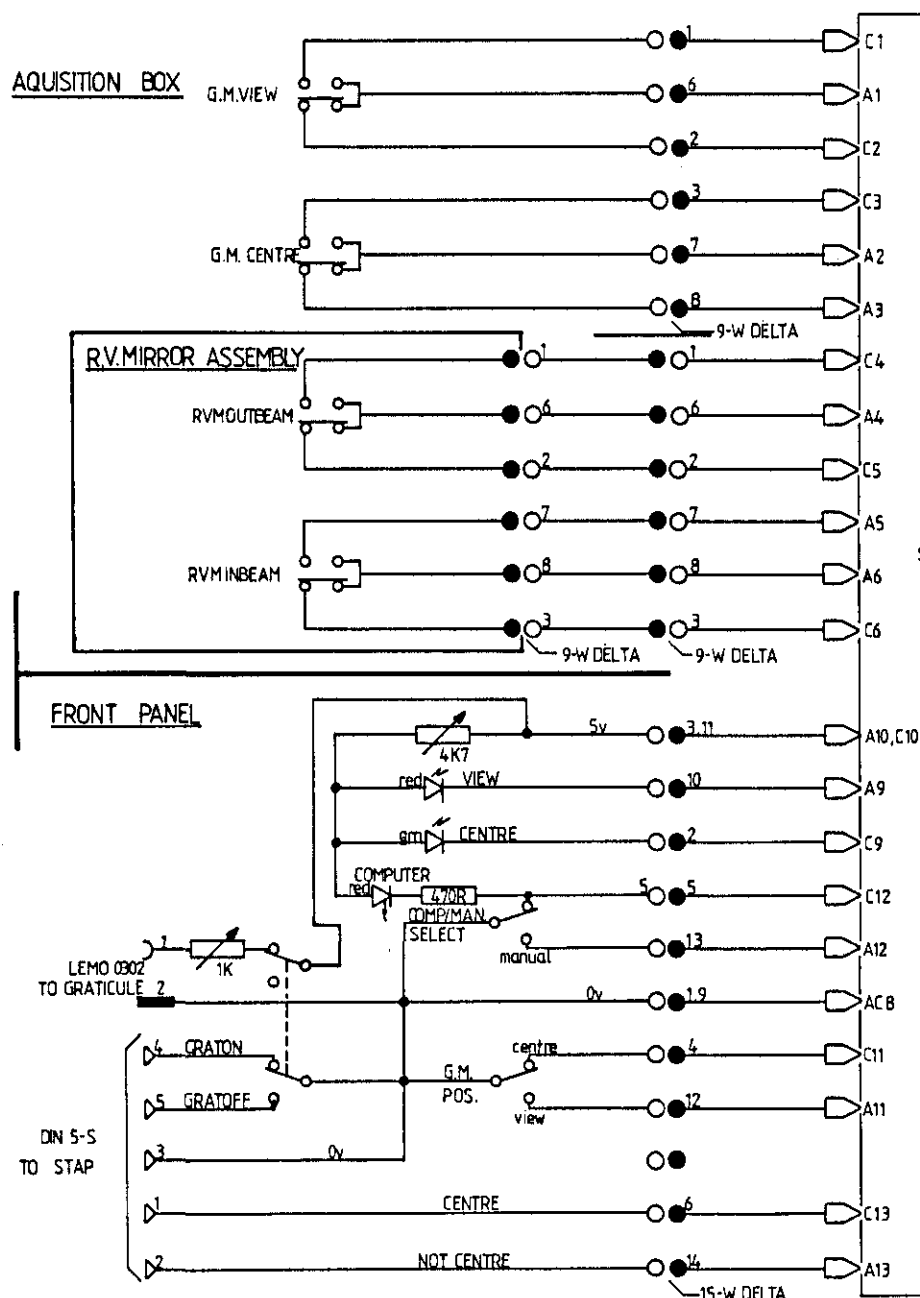 1 C1
AQUISITION BOX
G.M.VIEW
6 A1
2 C2
3 C3
G.M. CENTRE
7 A2
8 A3
9-W DELTA
R.V.MIRROR ASSEMBLY
1 1 C4
RVMOUTBEAM
6 6 A4
2 2 C5
7 7 A5
S
RVMINBEAM
8 8 A6
3 3 C6
9-W DELTA 9-W DELTA
FRONT PANEL
5v 3,11 A10,C10
4K7
red VIEW 10 A9
grn CENTRE 2 C9
COMPUTER
red 470R 5 5 C12
COMP/MAN
SELECT
1 manual 13 A12
LEMO 0302 1K
TO GRATICULE 2 0v 1,9 AC8
4 GRATON centre 4 C11
G.M.
POS.
5 GRATOFF view 12 A11
DIN 5-S
TO STAP
3 0v
1 CENTRE 6 C13
2 NOT CENTRE 14 A13
15-W DELTA